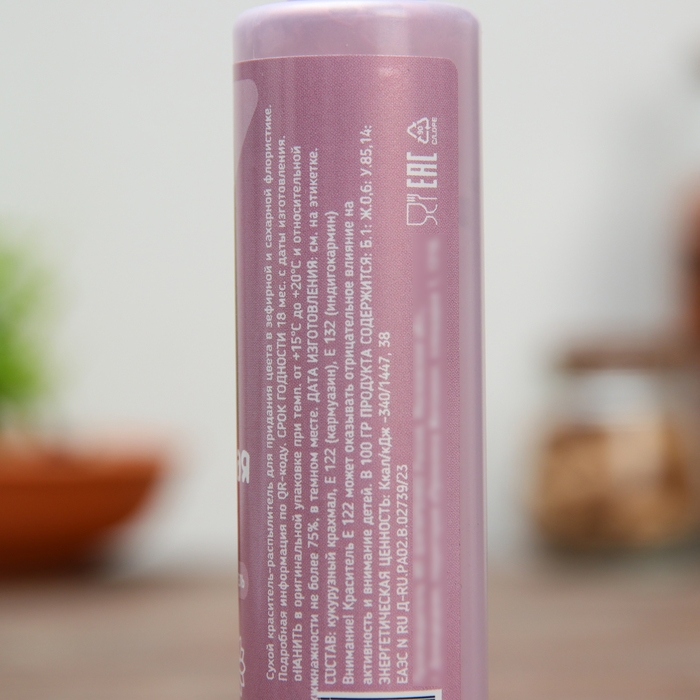 Сухой краситель-распылитель для придания цвета в зефирной и сахарной флористике.
Подробная информация по QR-коду. СРОК ГОДНОСТИ 18 мес. с даты изготовления.
ХРАНИТЬ в оригинальной упаковке при темп. от +15°С до +20°С и относительной
влажности не более 75%, в темном месте. ДАТА ИЗГОТОВЛЕНИЯ: см. на этикетке.
СОСТАВ: кукурузный крахмал, Е 122 (кармуазин), Е 132 (индигокармин)
Внимание! Краситель Е 122 может оказывать отрицательное влияние на
активность и внимание детей. В 100 ГР ПРОДУКТА СОДЕРЖИТСЯ: Б.1; Ж.0,6; У.85,14;
ЭНЕРГЕТИЧЕСКАЯ ЦЕННОСТЬ: Ккал/кДж -340/1447, 38
ЕАЭС N RU Д-RU.РА02.В.02739/23
ЕАС
90
C/LDPE